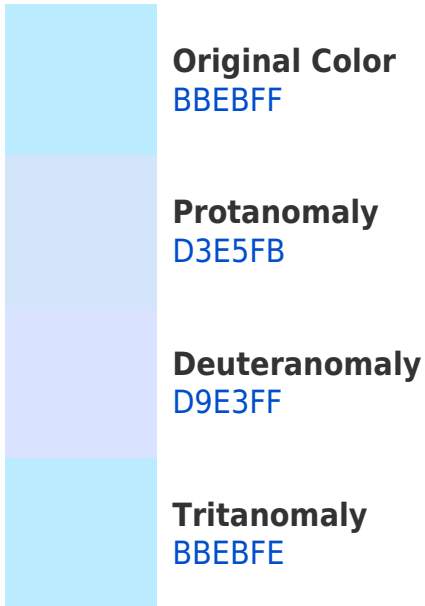 Original Color
BBEBFF
Protanomaly
D3E5FB
Deuteranomaly
D9E3FF
Tritanomaly
BBEBFE